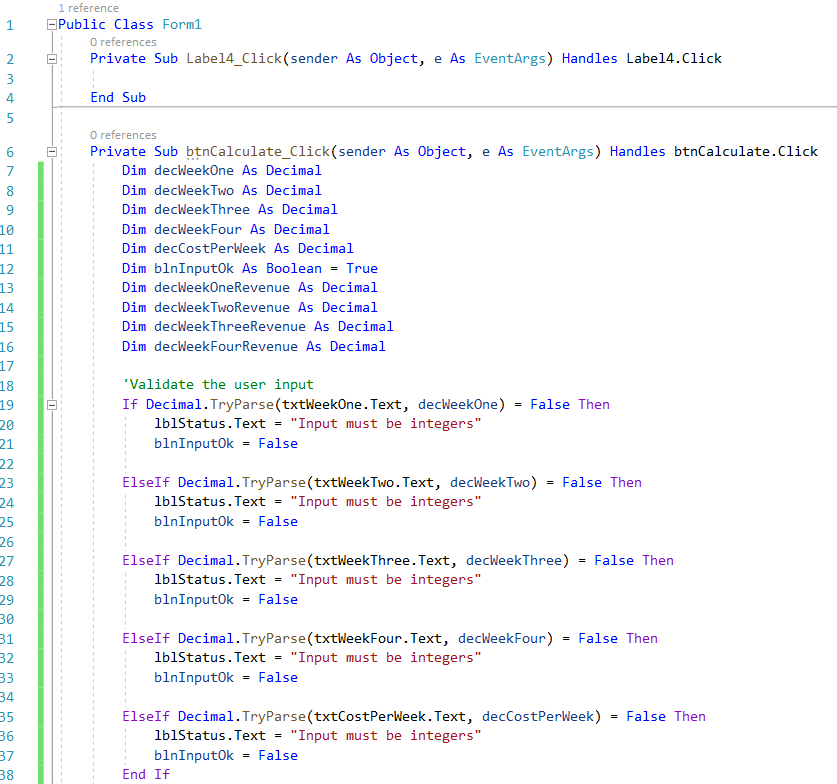 1 reference
1 Public Class Form1
0 references
2 Private Sub Label4_Click(sender As Object, e As EventArgs) Handles Label4.Click
3
4 End Sub
5
0 references
6 Private Sub btnCalculate_Click(sender As Object, e As EventArgs) Handles btnCalculate.Click
7 Dim decWeekOne As Decimal
8 Dim decWeekTwo As Decimal
9 Dim decWeekThree As Decimal
10 Dim decWeekFour As Decimal
11 Dim decCostPerWeek As Decimal
12 Dim blnInputOk As Boolean = True
13 Dim decWeekOneRevenue As Decimal
14 Dim decWeekTwoRevenue As Decimal
15 Dim decWeekThreeRevenue As Decimal
16 Dim decWeekFourRevenue As Decimal
17
18 'Validate the user input
19 If Decimal.TryParse(txtWeekOne.Text, decWeekOne) = False Then
20 lblStatus.Text = "Input must be integers"
21 blnInputOk = False
22
23 ElseIf Decimal.TryParse(txtWeekTwo.Text, decWeekTwo) = False Then
24 lblStatus.Text = "Input must be integers"
25 blnInputOk = False
26
27 ElseIf Decimal.TryParse(txtWeekThree.Text, decWeekThree) = False Then
28 lblStatus.Text = "Input must be integers"
29 blnInputOk = False
30
31 ElseIf Decimal.TryParse(txtWeekFour.Text, decWeekFour) = False Then
32 lblStatus.Text = "Input must be integers"
33 blnInputOk = False
34
35 ElseIf Decimal.TryParse(txtCostPerWeek.Text, decCostPerWeek) = False Then
36 lblStatus.Text = "Input must be integers"
37 blnInputOk = False
38 End If